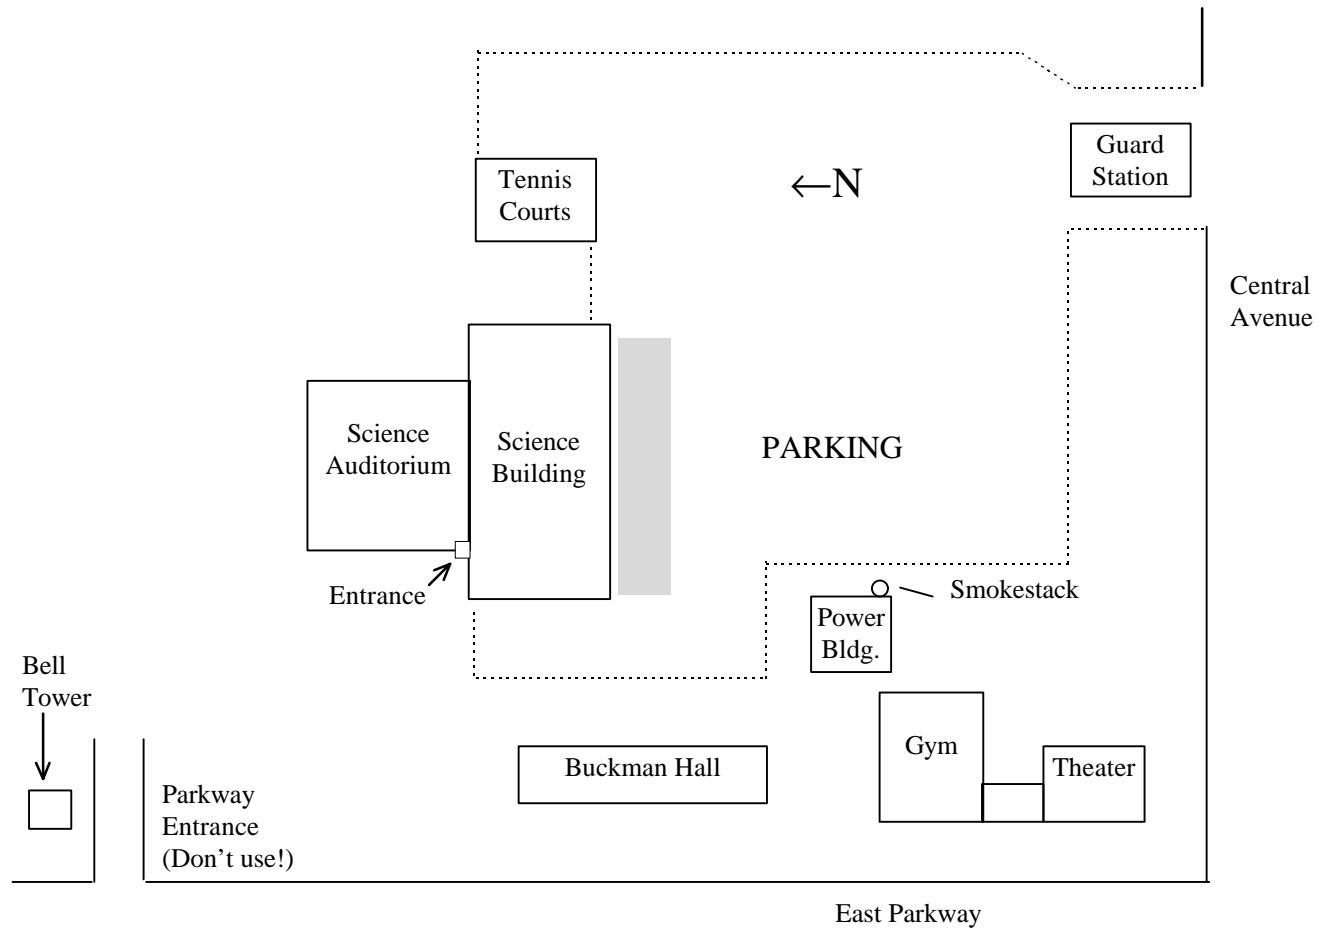 Guard
Station
Tennis
Courts
←N
Central
Avenue
Science
Auditorium
Science
Building
PARKING
Entrance
Smokestack
Power
Bldg.
Bell
Tower
Gym
Buckman Hall
Theater
Parkway
Entrance
(Don’t use!)
East Parkway